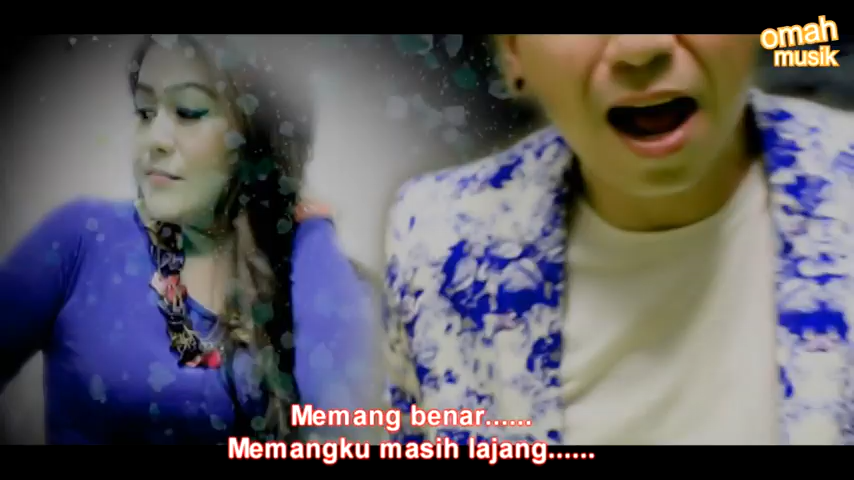 omah
musik
Memang benar......
Memangku masih lajang......